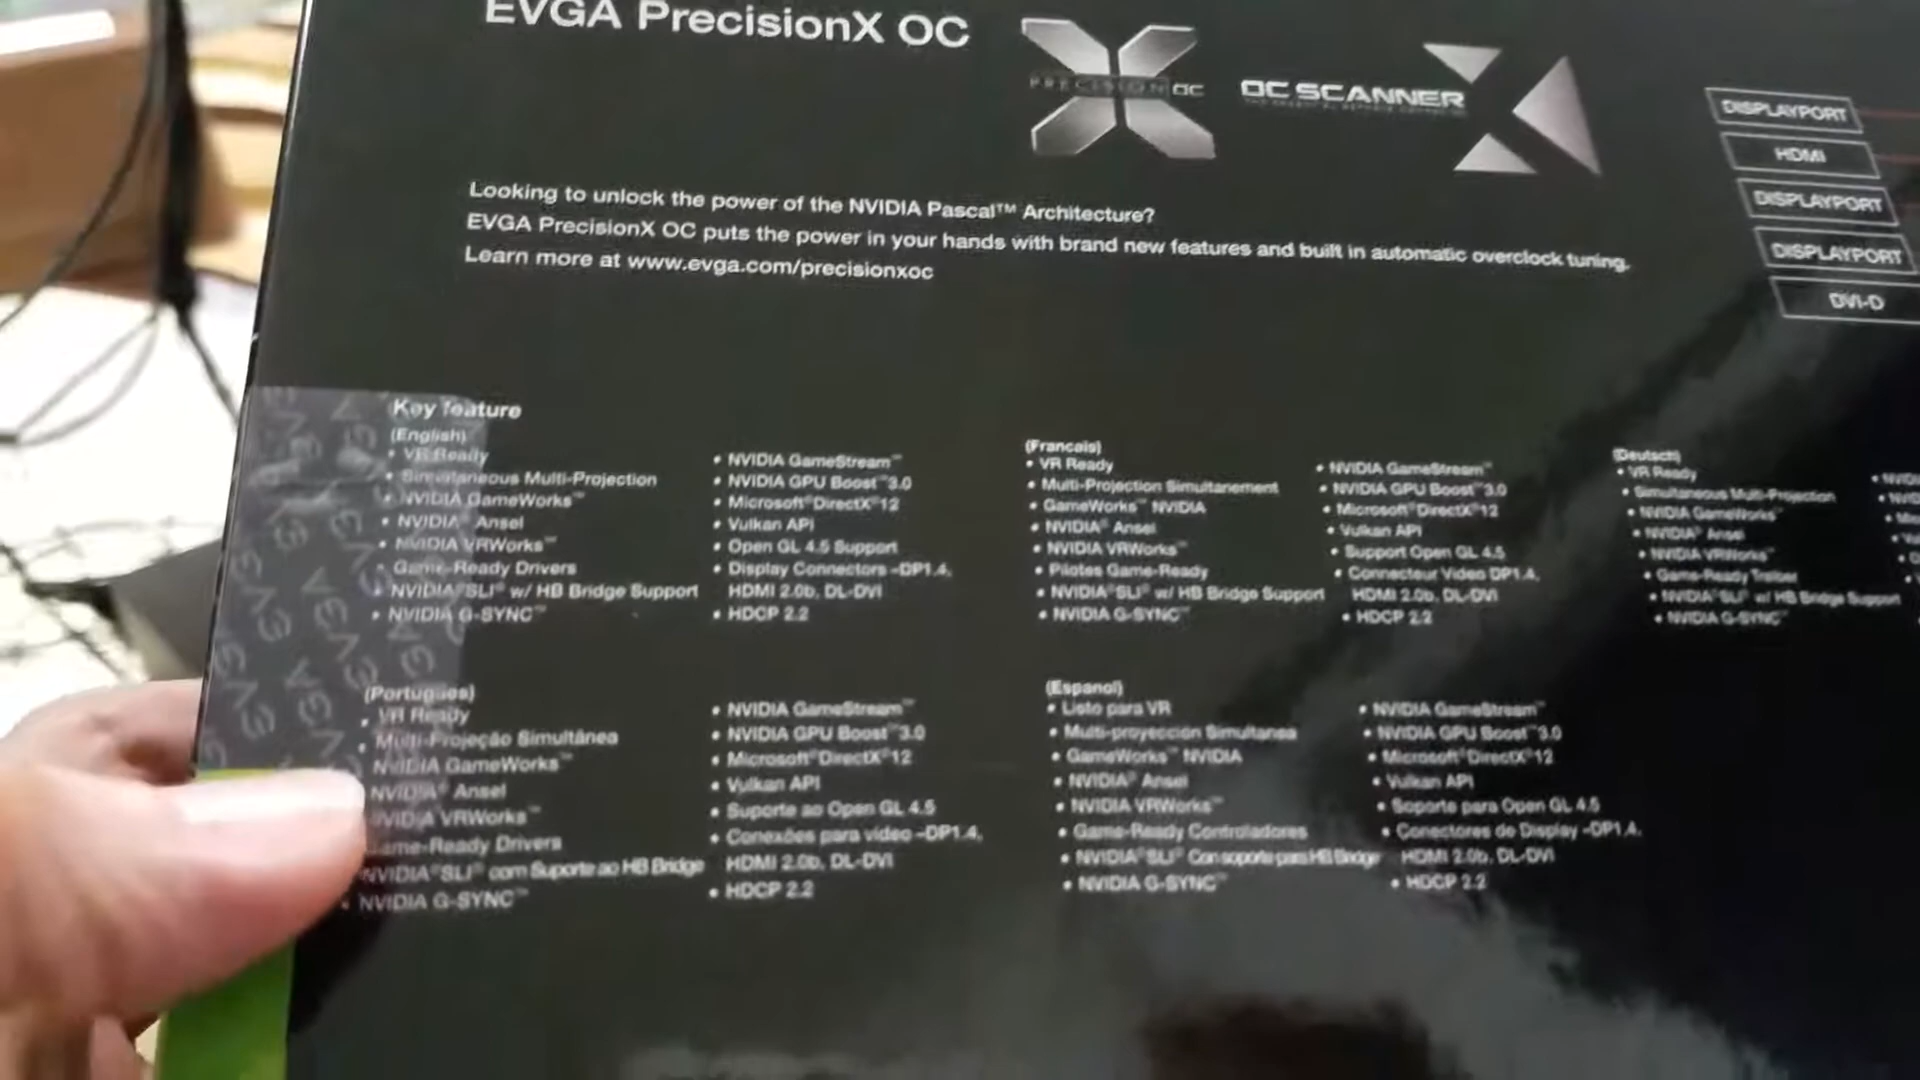 EVGA PrecisionX OC
PRECISION OC
OC SCANNER
DISPLAYPORT
HDMI
DISPLAYPORT
DISPLAYPORT
DVI-D
Looking to unlock the power of the NVIDIA Pascal™ Architecture?
EVGA PrecisionX OC puts the power in your hands with brand new features and built in automatic overclock tuning.
Learn more at www.evga.com/precisionxoc
Key feature
(English)
• VR Ready
• Simultaneous Multi-Projection
• NVIDIA GameWorks™
• NVIDIA® Ansel
• NVIDIA VRWorks™
• Game-Ready Drivers
• NVIDIA® SLI® w/ HB Bridge Support
• NVIDIA G-SYNC™
• NVIDIA GameStream™
• NVIDIA GPU Boost™ 3.0
• Microsoft® DirectX® 12
• Vulkan API
• Open GL 4.5 Support
• Display Connectors -DP1.4,
HDMI 2.0b, DL-DVI
• HDCP 2.2
(Francais)
• VR Ready
• Multi-Projection Simultanement
• GameWorks™ NVIDIA
• NVIDIA® Ansel
• NVIDIA VRWorks™
• Pilotes Game-Ready
• NVIDIA® SLI® w/ HB Bridge Support
• NVIDIA G-SYNC™
• NVIDIA GameStream™
• NVIDIA GPU Boost™ 3.0
• Microsoft® DirectX® 12
• Vulkan API
• Support Open GL 4.5
• Connecteur Video DP1.4,
HDMI 2.0b, DL-DVI
• HDCP 2.2
(Deutsch)
• VR Ready
• Simultaneous Multi-Projection
• NVIDIA GameWorks™
• NVIDIA® Ansel
• NVIDIA VRWorks™
• Game-Ready Treiber
• NVIDIA® SLI® w/ HB Bridge Support
• NVIDIA G-SYNC™
(Portugues)
• VR Ready
• Multi-Projeção Simultânea
NVIDIA GameWorks™
NVIDIA® Ansel
NVIDIA VRWorks™
Game-Ready Drivers
NVIDIA® SLI® com Suporte ao HB Bridge
• NVIDIA G-SYNC™
• NVIDIA GameStream™
• NVIDIA GPU Boost™ 3.0
• Microsoft® DirectX® 12
• Vulkan API
• Suporte ao Open GL 4.5
• Conexões para vídeo -DP1.4,
HDMI 2.0b, DL-DVI
• HDCP 2.2
(Espanol)
• Listo para VR
• Multi-proyección Simultanea
• GameWorks™ NVIDIA
• NVIDIA® Ansel
• NVIDIA VRWorks™
• Game-Ready Controladores
• NVIDIA® SLI® Con soporte para HB Bridge
• NVIDIA G-SYNC™
• NVIDIA GameStream™
• NVIDIA GPU Boost™ 3.0
• Microsoft® DirectX® 12
• Vulkan API
• Soporte para Open GL 4.5
• Conectores de Display -DP1.4,
HDMI 2.0b, DL-DVI
• HDCP 2.2